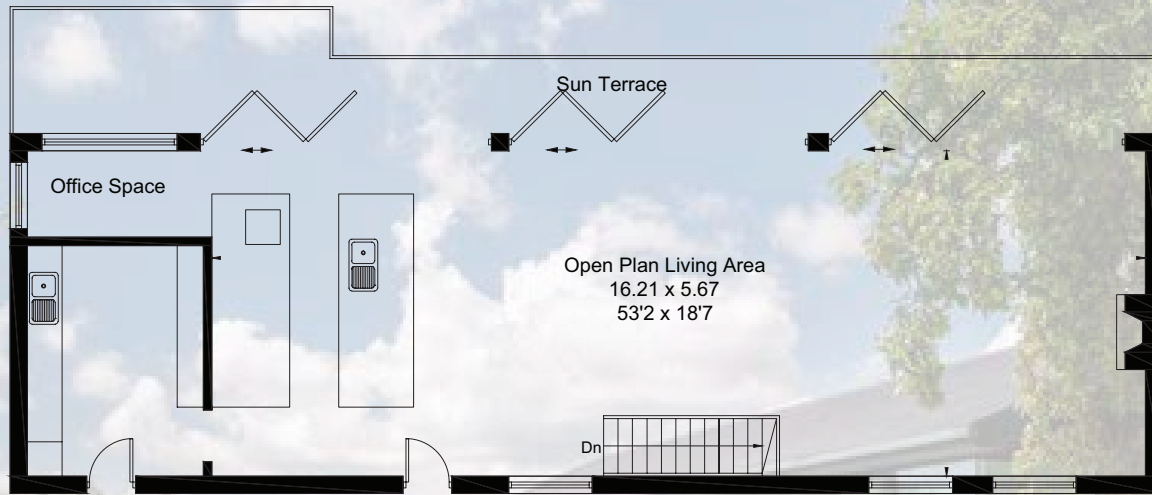 Sun Terrace
Office Space
Open Plan Living Area
16.21 x 5.67
53'2 x 18'7
Dn